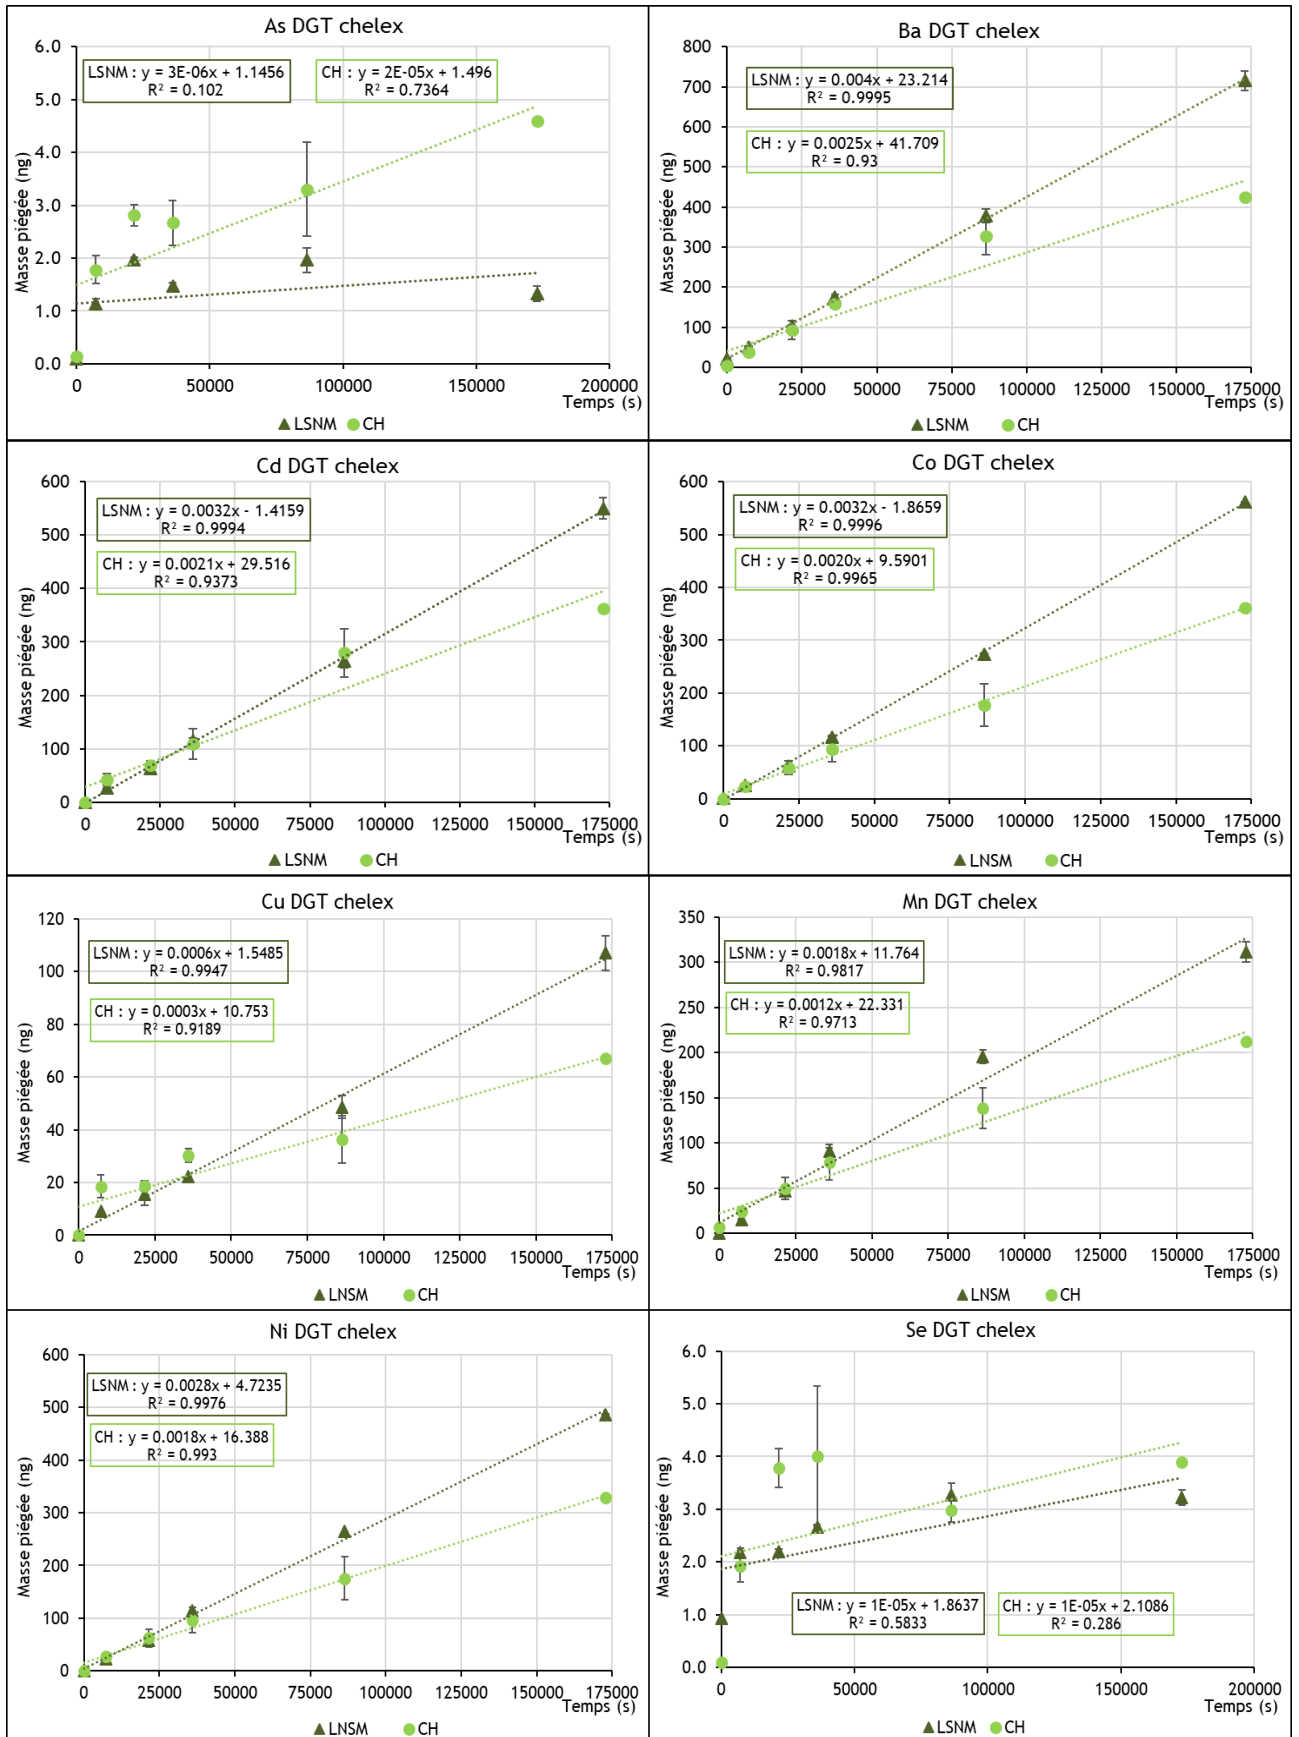 As DGT chelex
LSNM : y = 3E-06x + 1.1456
R² = 0.102
CH : y = 2E-05x + 1.496
R² = 0.7364
Masse piégée (ng)
6.0
5.0
4.0
3.0
2.0
1.0
0.0
0 50000 100000 150000 200000
Temps (s)
LSNM CH
Ba DGT chelex
LSNM : y = 0.004x + 23.214
R² = 0.9995
CH : y = 0.0025x + 41.709
R² = 0.93
Masse piégée (ng)
800
700
600
500
400
300
200
100
0
0 25000 50000 75000 100000 125000 150000 175000
Temps (s)
LSNM CH
Cd DGT chelex
LSNM : y = 0.0032x - 1.4159
R² = 0.9994
CH : y = 0.0021x + 29.516
R² = 0.9373
Masse piégée (ng)
600
500
400
300
200
100
0
0 25000 50000 75000 100000 125000 150000 175000
Temps (s)
LSNM CH
Co DGT chelex
LSNM : y = 0.0032x - 1.8659
R² = 0.9996
CH : y = 0.0020x + 9.5901
R² = 0.9965
Masse piégée (ng)
600
500
400
300
200
100
0
0 25000 50000 75000 100000 125000 150000 175000
Temps (s)
LNSM CH
Cu DGT chelex
LSNM : y = 0.0006x + 1.5485
R² = 0.9947
CH : y = 0.0003x + 10.753
R² = 0.9189
Masse piégée (ng)
120
100
80
60
40
20
0
0 25000 50000 75000 100000 125000 150000 175000
Temps (s)
LNSM CH
Mn DGT chelex
LSNM : y = 0.0018x + 11.764
R² = 0.9817
CH : y = 0.0012x + 22.331
R² = 0.9713
Masse piégée (ng)
350
300
250
200
150
100
50
0
0 25000 50000 75000 100000 125000 150000 175000
Temps (s)
LNSM CH
Ni DGT chelex
LSNM : y = 0.0028x + 4.7235
R² = 0.9976
CH : y = 0.0018x + 16.388
R² = 0.993
Masse piégée (ng)
600
500
400
300
200
100
0
0 25000 50000 75000 100000 125000 150000 175000
Temps (s)
LNSM CH
Se DGT chelex
Masse piégée (ng)
6.0
5.0
4.0
3.0
2.0
1.0
0.0
LSNM : y = 1E-05x + 1.8637
R² = 0.5833
CH : y = 1E-05x + 2.1086
R² = 0.286
0 50000 100000 150000 200000
Temps (s)
LSNM CH